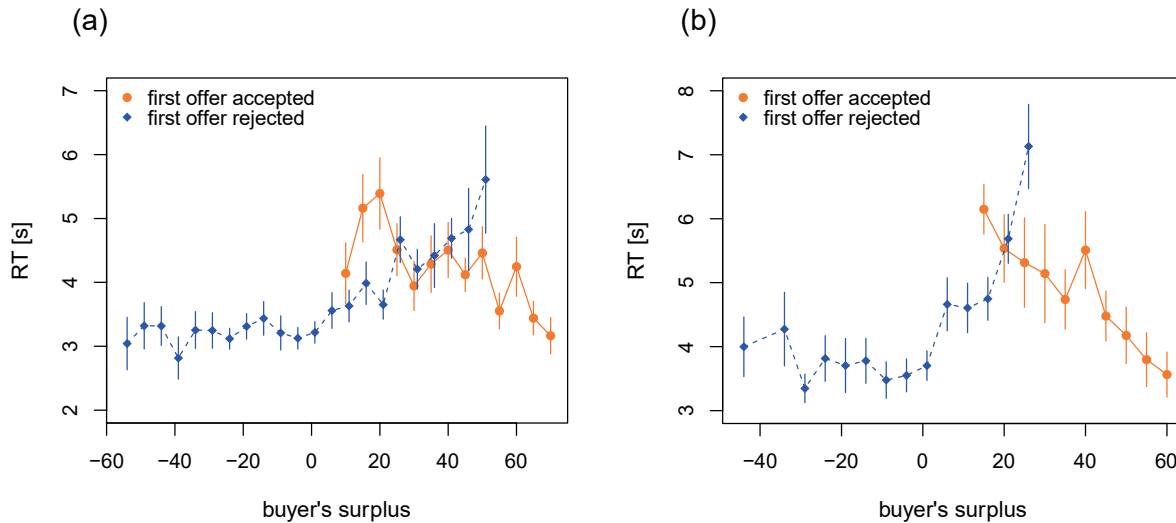 (a)
RT [s]
7
6
5
4
3
2
first offer accepted
first offer rejected
−60 −40 −20 0 20 40 60
buyer's surplus
(b)
RT [s]
8
7
6
5
4
3
first offer accepted
first offer rejected
−40 −20 0 20 40 60
buyer's surplus